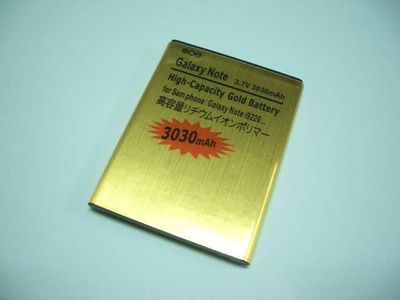 Galaxy Note 3.7V 3030mAh
High-Capacity Gold Battery
for Sam phone: Galaxy Note i9220...
高容量リチウムイオンポリマー
3030mAh